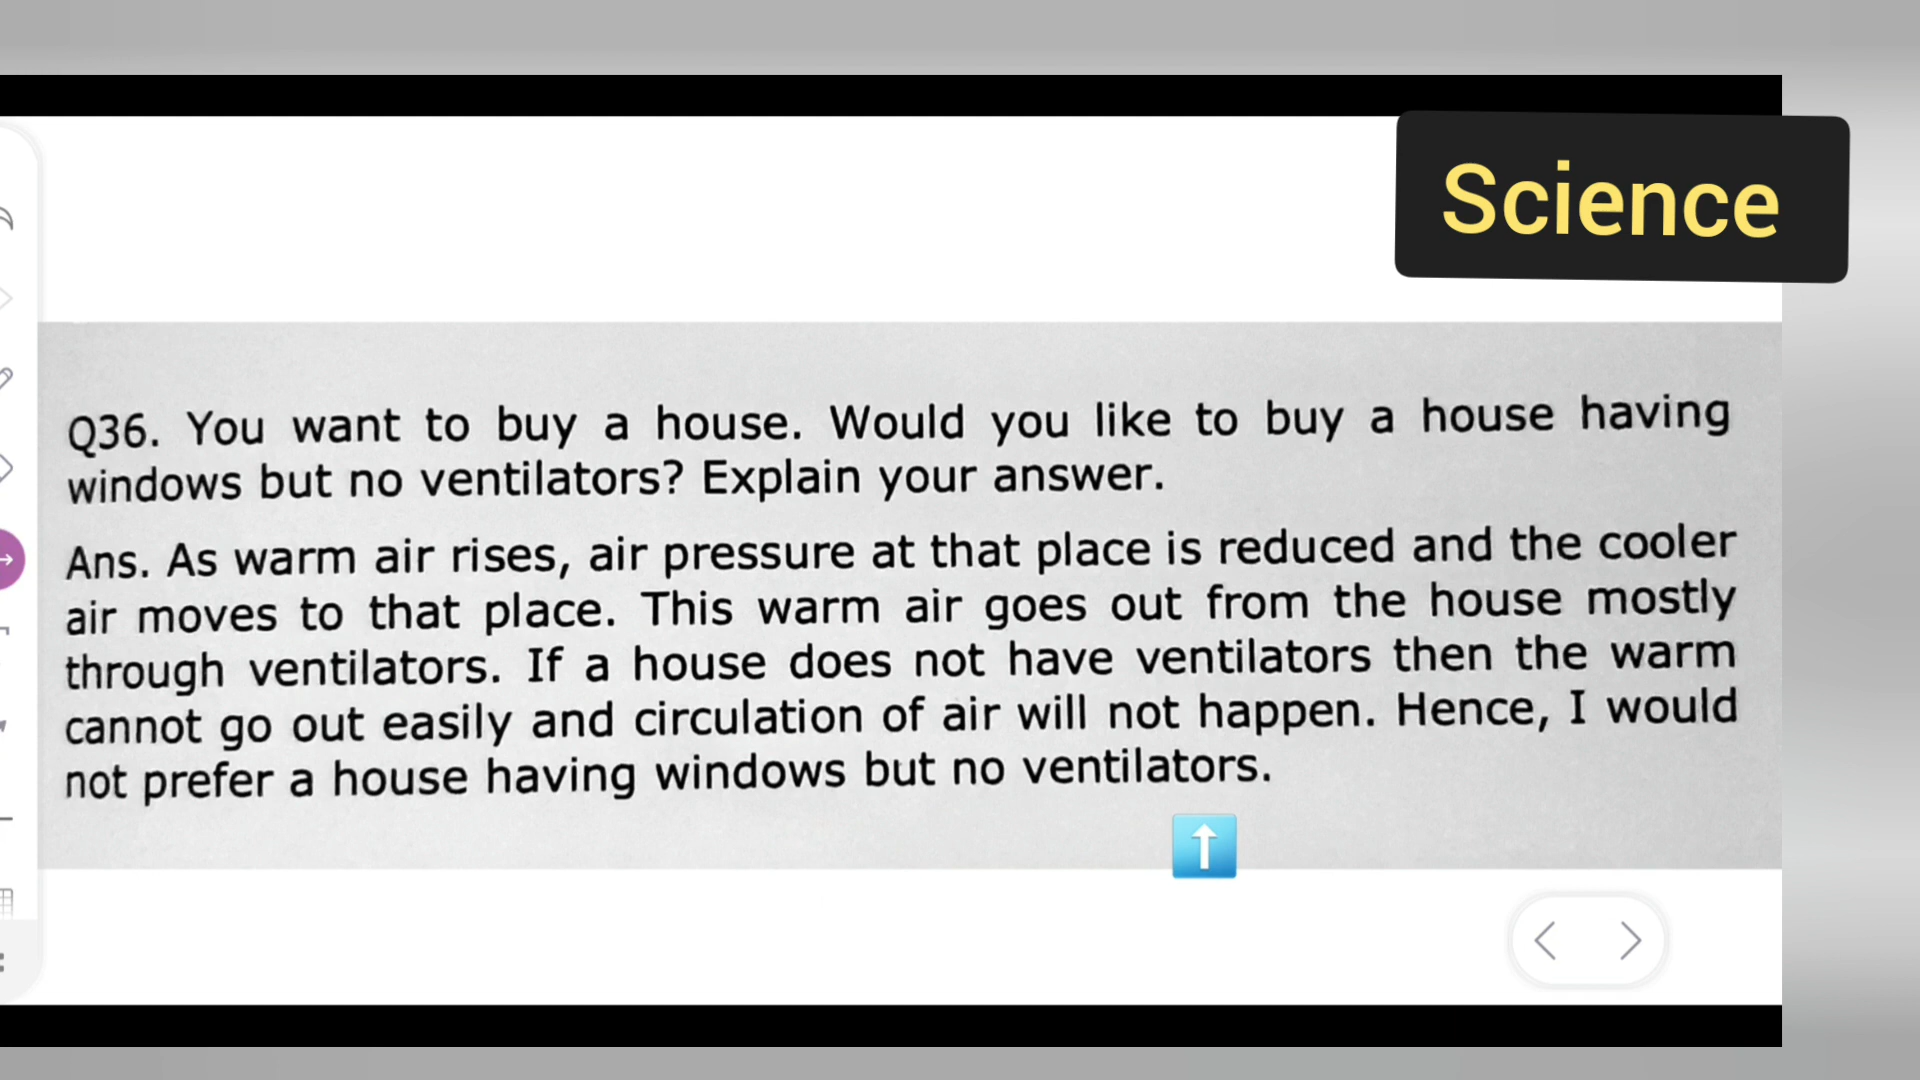 Science
Q36. You want to buy a house. Would you like to buy a house having
windows but no ventilators? Explain your answer.
Ans. As warm air rises, air pressure at that place is reduced and the cooler
air moves to that place. This warm air goes out from the house mostly
through ventilators. If a house does not have ventilators then the warm
cannot go out easily and circulation of air will not happen. Hence, I would
not prefer a house having windows but no ventilators.